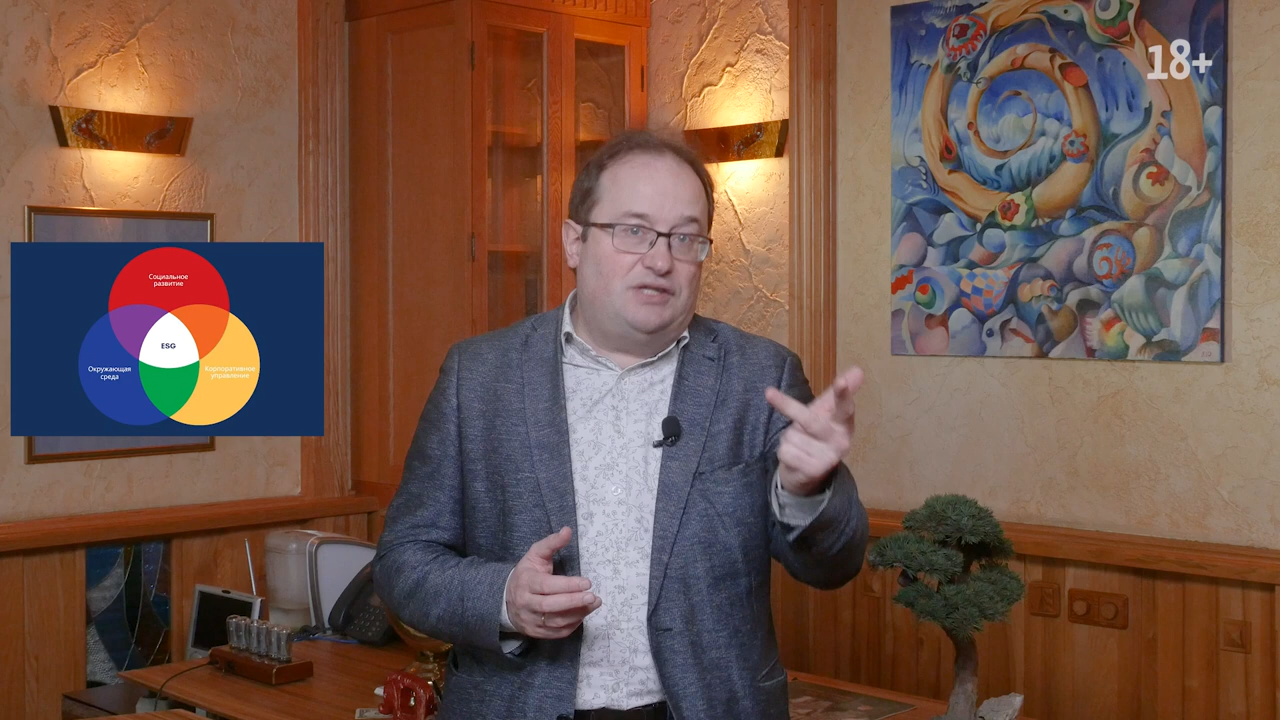 18+
Социальное
развитие
ESG
Окружающая
среда
Корпоративное
управление